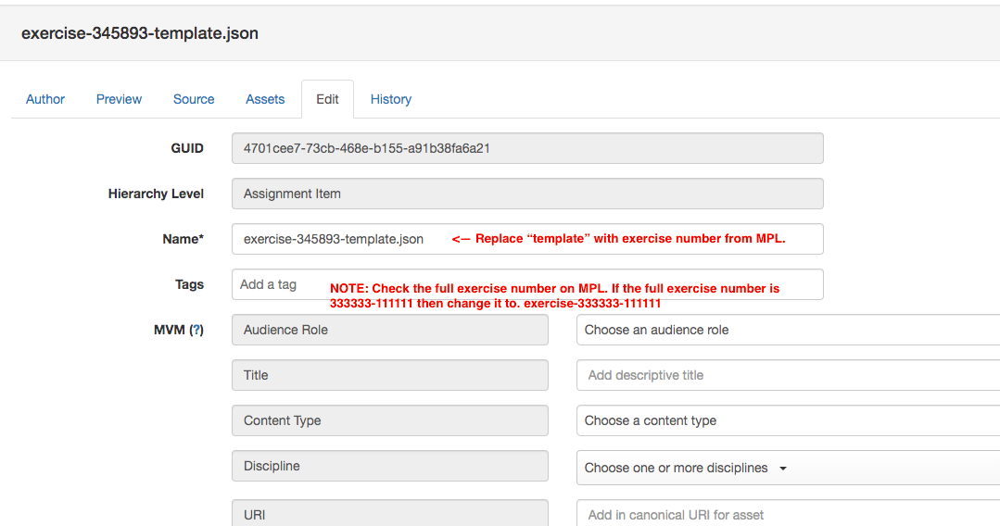 exercise-345893-template.json
Author Preview Source Assets Edit History
GUID 4701cee7-73cb-468e-b155-a91b38fa6a21
Hierarchy Level Assignment Item
Name* exercise-345893-template.json <— Replace “template” with exercise number from MPL.
Tags Add a tag NOTE: Check the full exercise number on MPL. If the full exercise number is
333333-111111 then change it to. exercise-333333-111111
MVM (?) Audience Role Choose an audience role
Title Add descriptive title
Content Type Choose a content type
Discipline Choose one or more disciplines
URI Add in canonical URI for asset